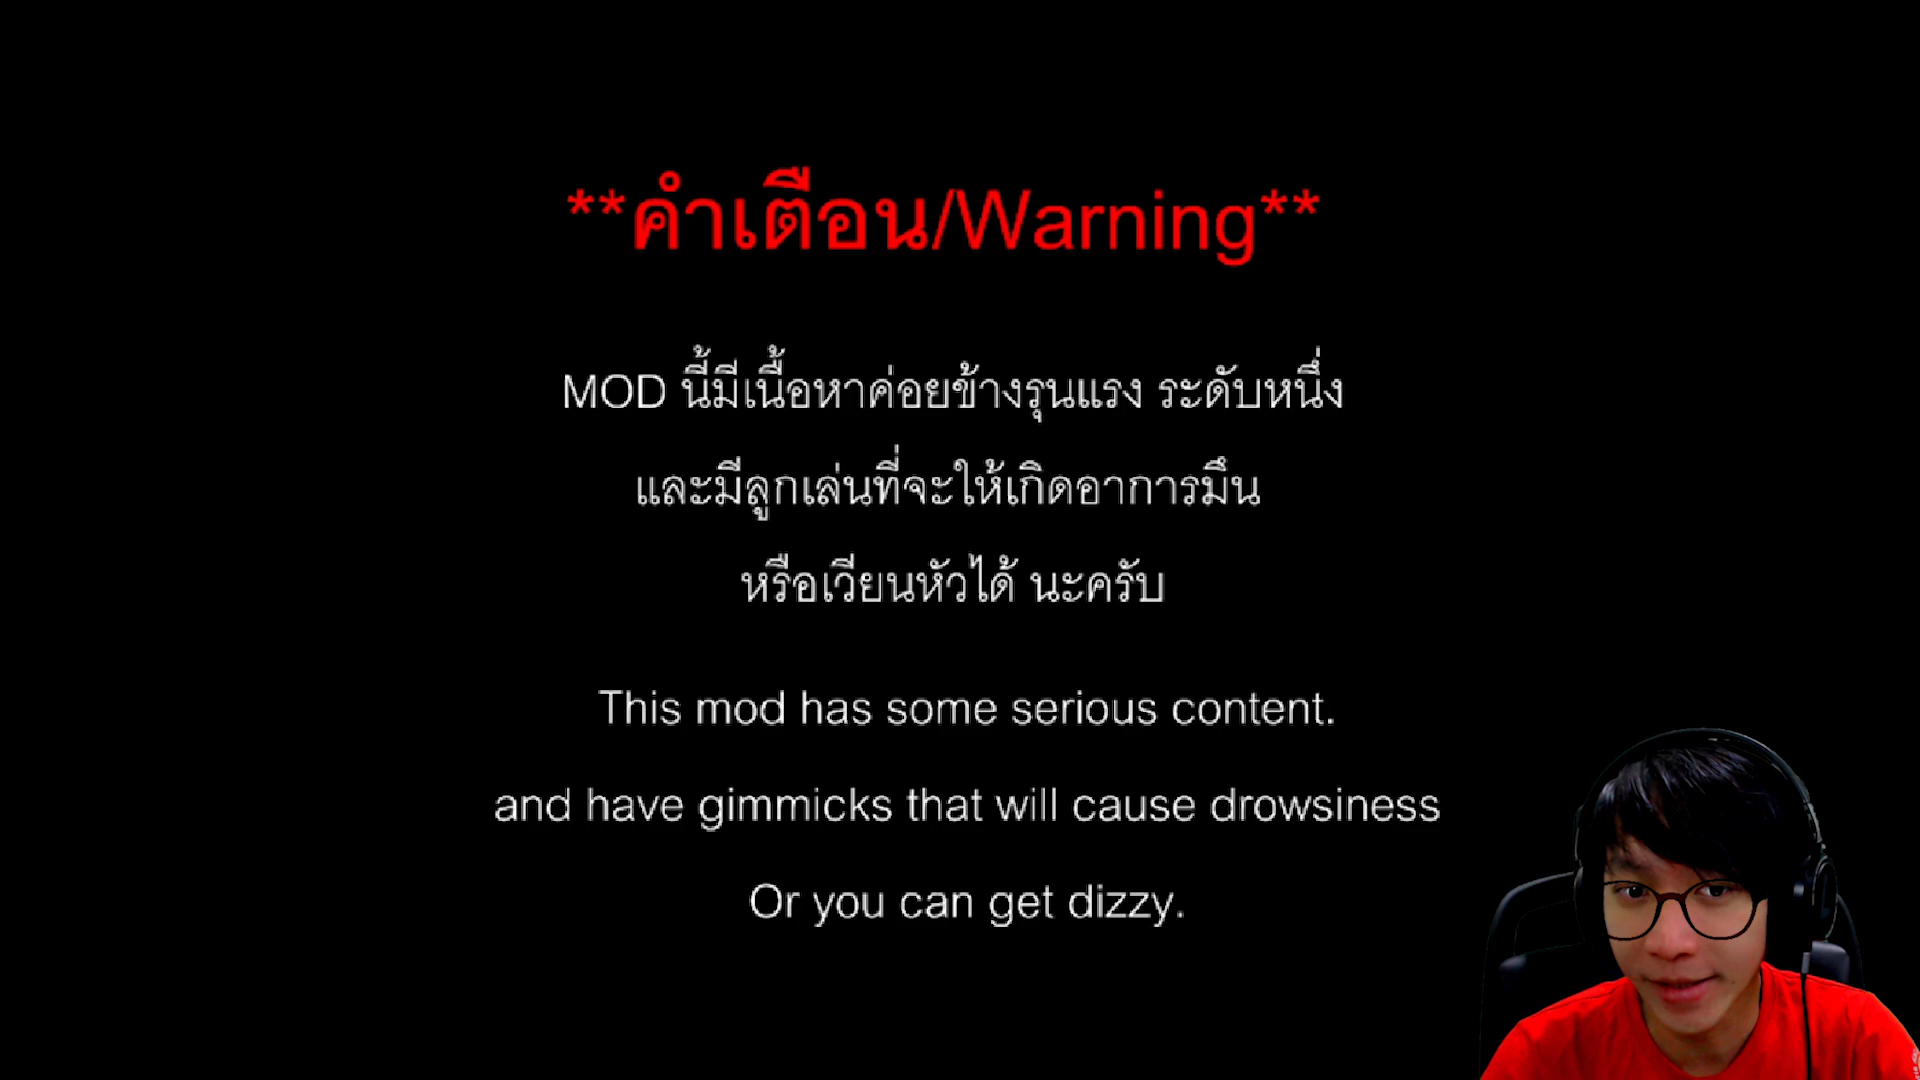 **คำเตือน/Warning**
MOD นี้มีเนื้อหาค่อยข้างรุนแรง ระดับหนึ่ง
และมีลูกเล่นที่จะให้เกิดอาการมึน
หรือเวียนหัวได้ นะครับ
This mod has some serious content.
and have gimmicks that will cause drowsiness
Or you can get dizzy.